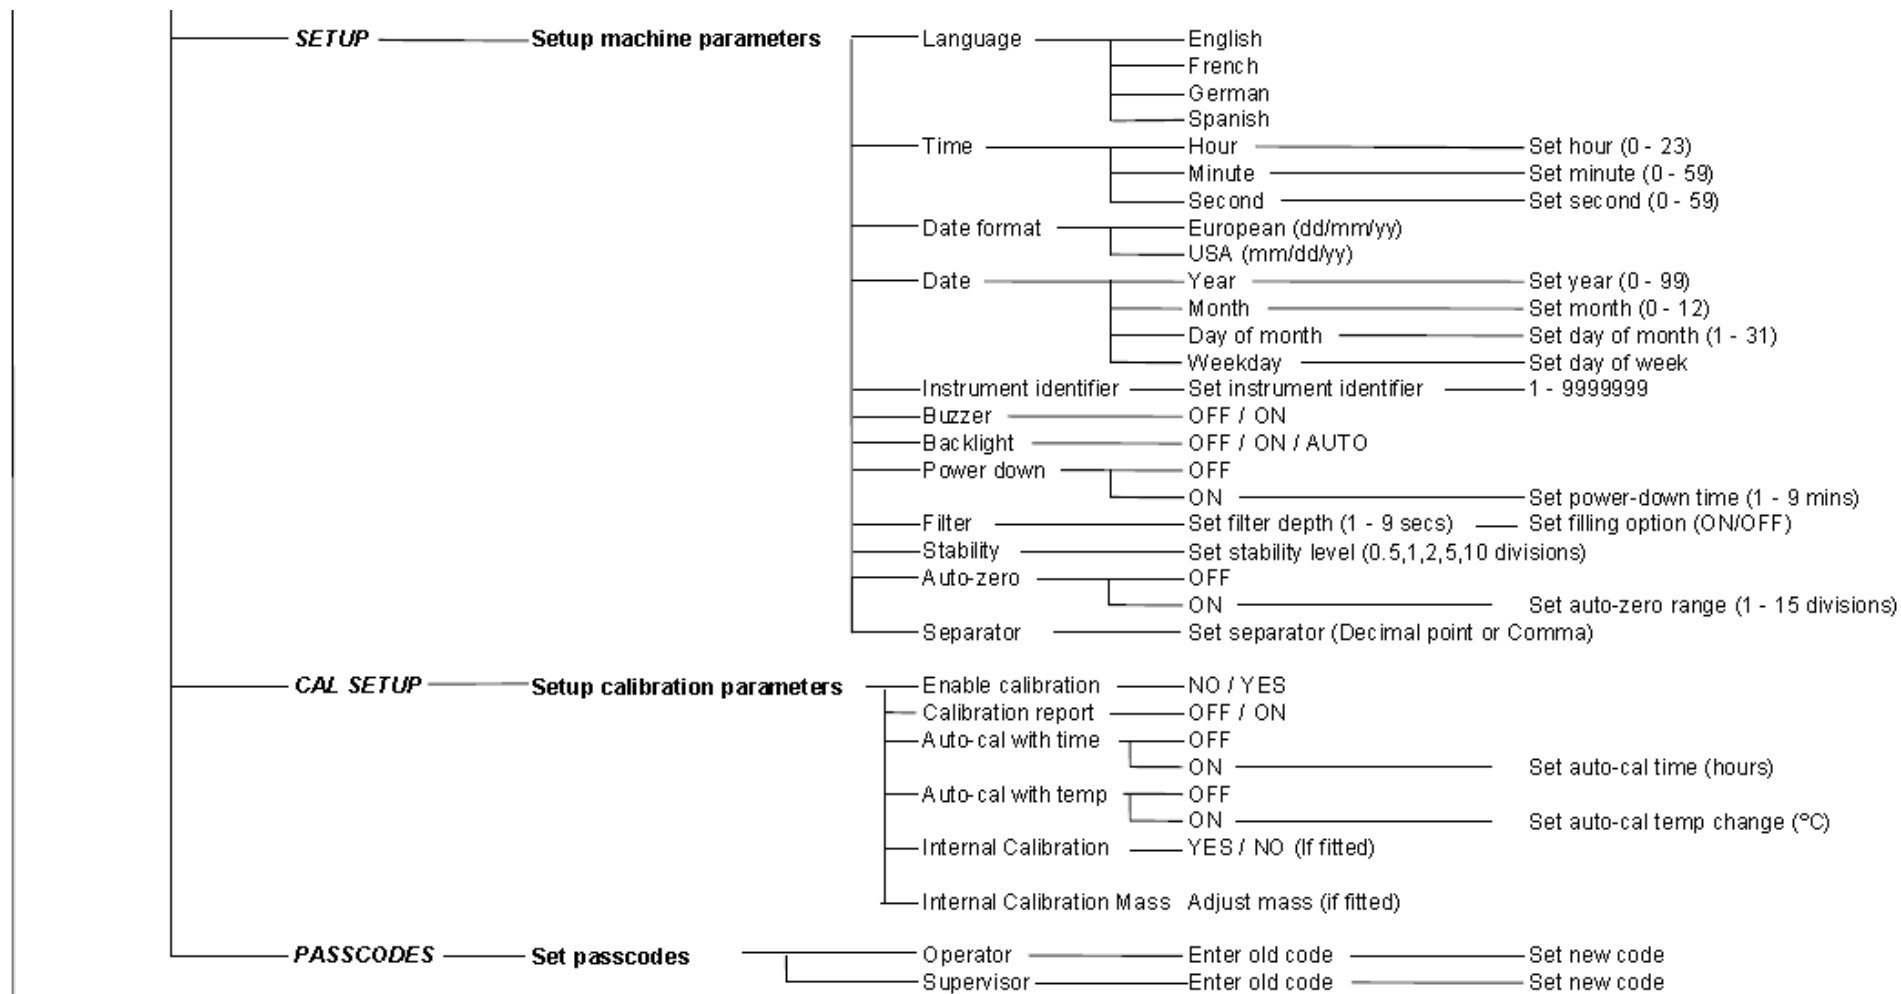 SETUP Setup machine parameters Language English
French
German
Spanish
Time Hour Set hour (0 - 23)
Minute Set minute (0 - 59)
Second Set second (0 - 59)
Date format European (dd/mm/yy)
USA (mm/dd/yy)
Date Year Set year (0 - 99)
Month Set month (0 - 12)
Day of month Set day of month (1 - 31)
Weekday Set day of week
Instrument identifier Set instrument identifier 1 - 9999999
Buzzer OFF / ON
Backlight OFF / ON / AUTO
Power down OFF
ON Set power-down time (1 - 9 mins)
Filter Set filter depth (1 - 9 secs) Set filling option (ON/OFF)
Stability Set stability level (0.5,1,2,5,10 divisions)
Auto-zero OFF
ON Set auto-zero range (1 - 15 divisions)
Separator Set separator (Decimal point or Comma)
CAL SETUP Setup calibration parameters Enable calibration NO / YES
Calibration report OFF / ON
Auto-cal with time OFF
ON Set auto-cal time (hours)
Auto-cal with temp OFF
ON Set auto-cal temp change (°C)
Internal Calibration YES / NO (If fitted)
Internal Calibration Mass Adjust mass (if fitted)
PASSCODES Set passcodes Operator Enter old code Set new code
Supervisor Enter old code Set new code